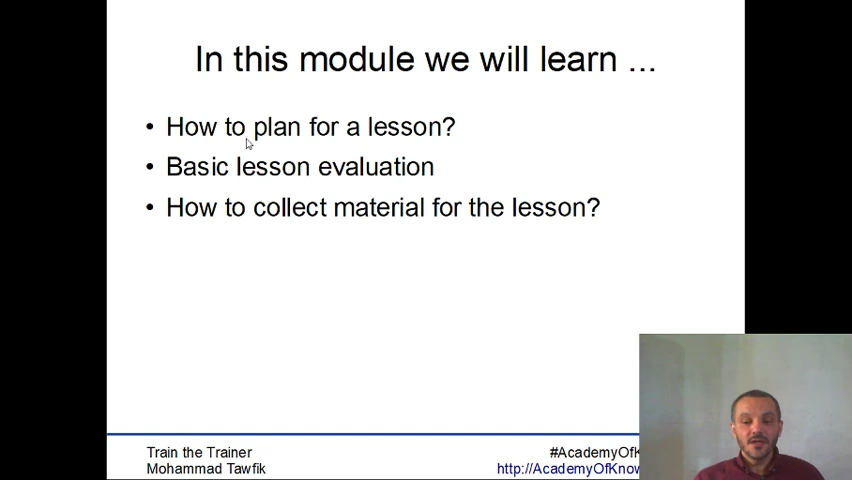 In this module we will learn ...
• How to plan for a lesson?
• Basic lesson evaluation
• How to collect material for the lesson?
Train the Trainer
Mohammad Tawfik